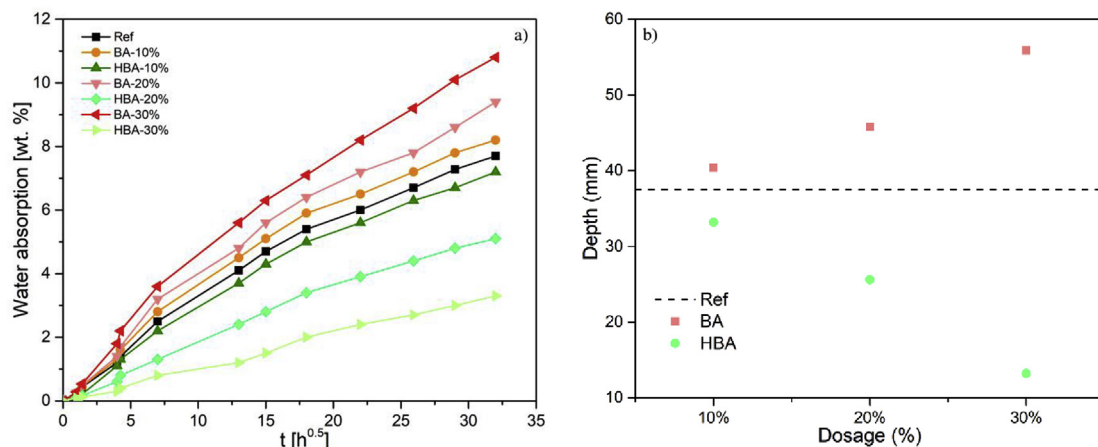 a)
Ref
BA-10%
HBA-10%
BA-20%
HBA-20%
BA-30%
HBA-30%
Water absorption [wt. %]
12
10
8
6
4
2
0
0 5 10 15 20 25 30 35
t [h^0.5]
b)
Depth (mm)
60
50
40
30
20
10
Ref
BA
HBA
10% 20% 30%
Dosage (%)